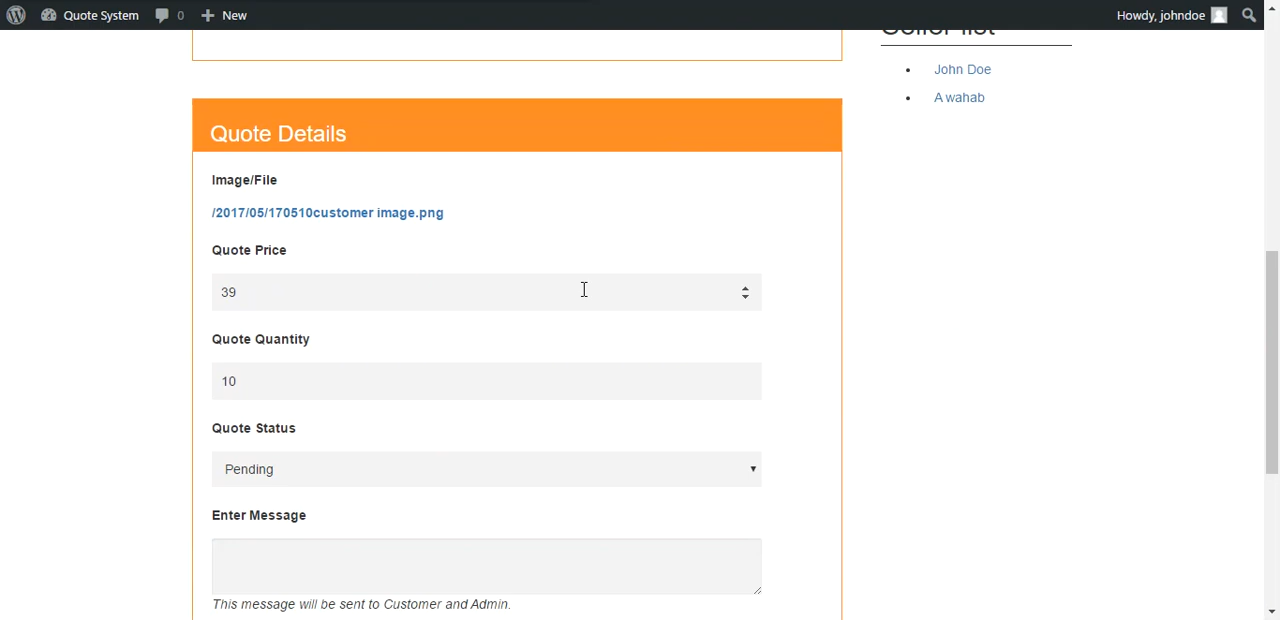 Quote System 0 New Howdy, johndoe
John Doe
A wahab
Quote Details
Image/File
/2017/05/170510customer image.png
Quote Price
39
Quote Quantity
10
Quote Status
Pending
Enter Message
This message will be sent to Customer and Admin.